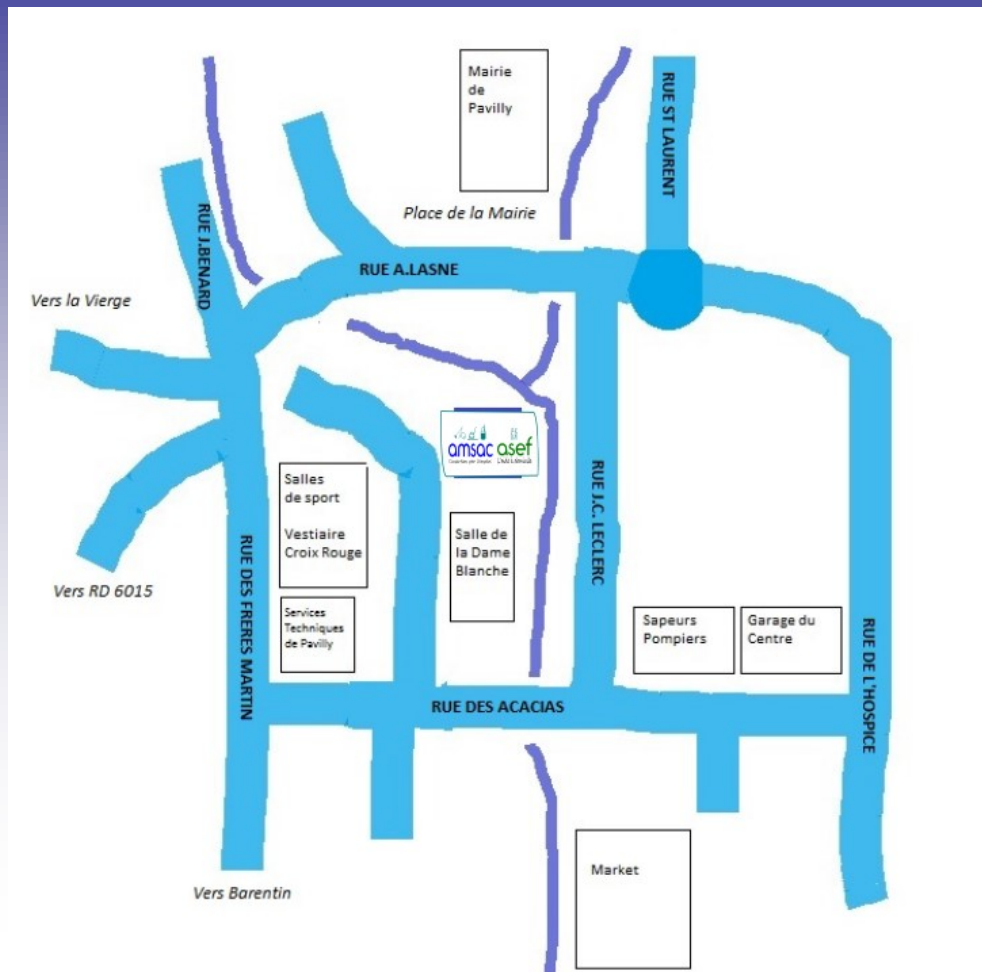 Mairie
de
Pavilly
RUE ST LAURENT
Place de la Mairie
RUE J.BENARD
RUE A.LASNE
Vers la Vierge
amsac asef
Salles
de sport
Vestiaire
Croix Rouge
Salle de
la Dame
Blanche
RUE J.C. LECLERC
Vers RD 6015
RUE DES FRERES MARTIN
Services
Techniques
de Pavilly
Sapeurs
Pompiers
Garage du
Centre
RUE DE L'HOSPICE
RUE DES ACACIAS
Market
Vers Barentin